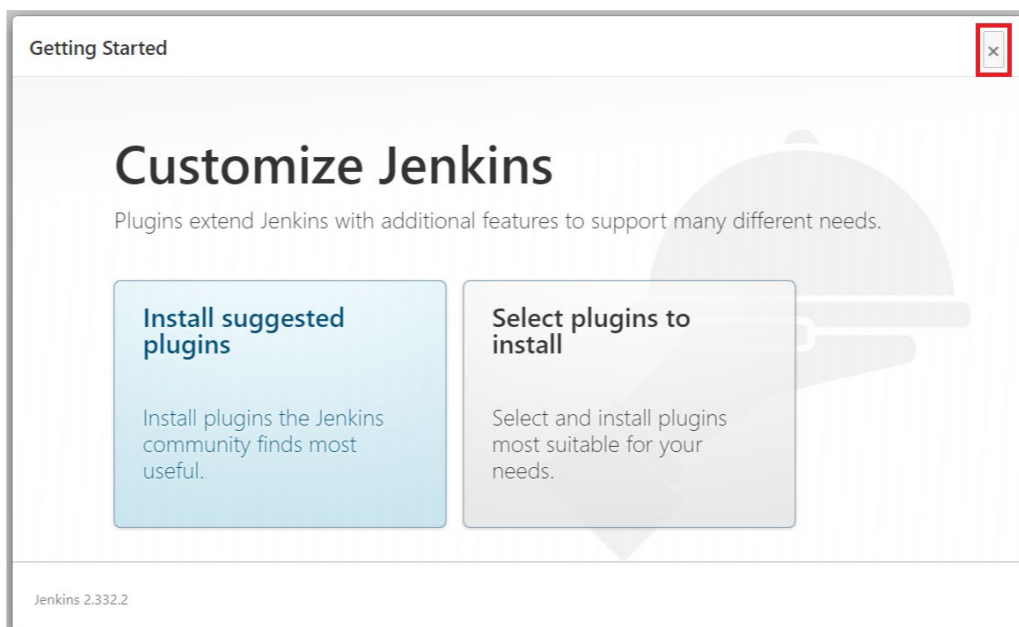 Getting Started
×
Customize Jenkins
Plugins extend Jenkins with additional features to support many different needs.
Install suggested
plugins
Install plugins the Jenkins
community finds most
useful.
Select plugins to
install
Select and install plugins
most suitable for your
needs.
Jenkins 2.332.2